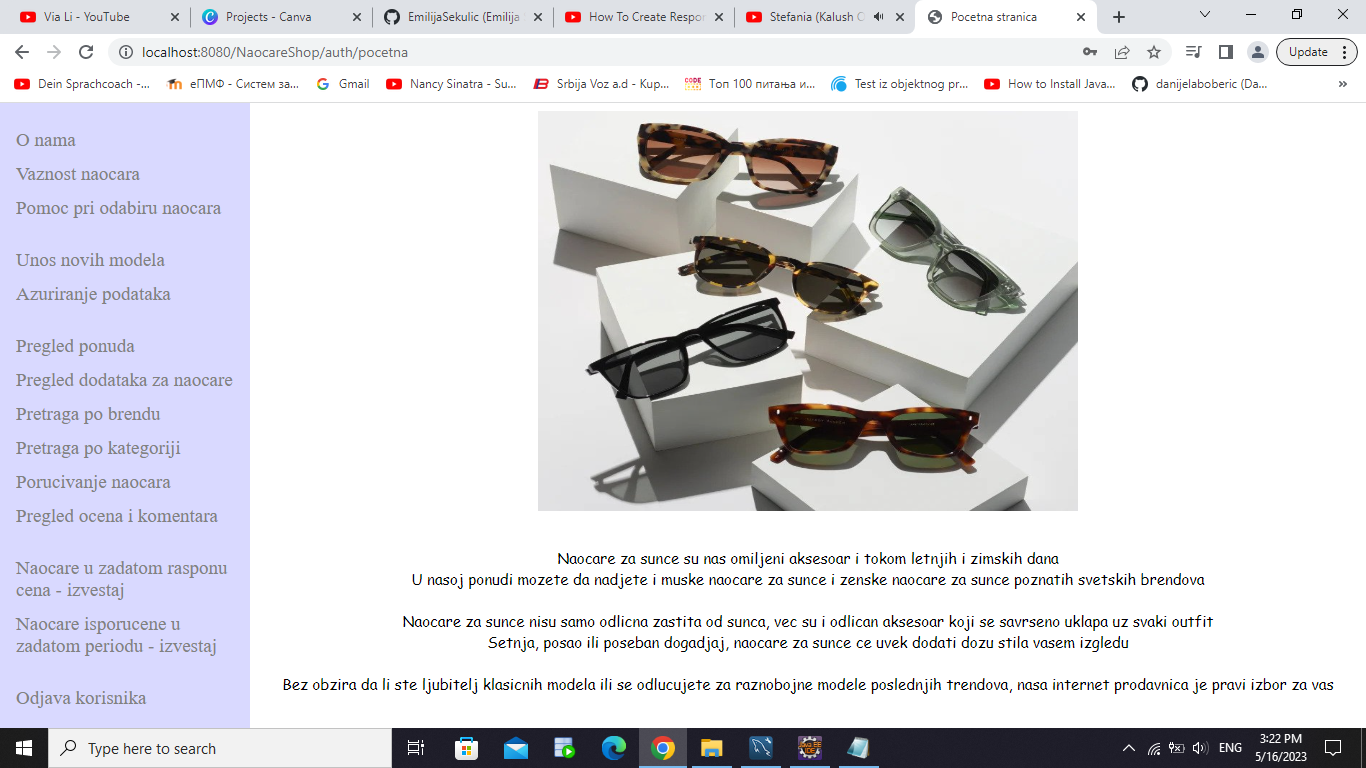 Via Li - YouTube
Projects - Canva
EmilijaSekulic (Emilija
How To Create Respon
Stefania (Kalush O
Pocetna stranica
localhost:8080/NaocareShop/auth/pocetna
Update
Dein Sprachcoach -...
еПМФ - Систем за...
Gmail
Nancy Sinatra - Su...
Srbija Voz a.d - Kup...
Топ 100 питања и...
Test iz objektnog pr...
How to Install Java...
danijelaboberic (Da...
»
O nama
Vaznost naocara
Pomoc pri odabiru naocara
Unos novih modela
Azuriranje podataka
Pregled ponuda
Pregled dodataka za naocare
Pretraga po brendu
Pretraga po kategoriji
Porucivanje naocara
Pregled ocena i komentara
Naocare u zadatom rasponu
cena - izvestaj
Naocare isporucene u
zadatom periodu - izvestaj
Odjava korisnika
Naocare za sunce su nas omiljeni aksesoar i tokom letnjih i zimskih dana
U nasoj ponudi mozete da nadjete i muske naocare za sunce i zenske naocare za sunce poznatih svetskih brendova
Naocare za sunce nisu samo odlicna zastita od sunca, vec su i odlican aksesoar koji se savrseno uklapa uz svaki outfit
Setnja, posao ili poseban dogadjaj, naocare za sunce ce uvek dodati dozu stila vasem izgledu
Bez obzira da li ste ljubitelj klasicnih modela ili se odlucujete za raznobojne modele poslednjih trendova, nasa internet prodavnica je pravi izbor za vas
Type here to search
ENG
3:22 PM
5/16/2023